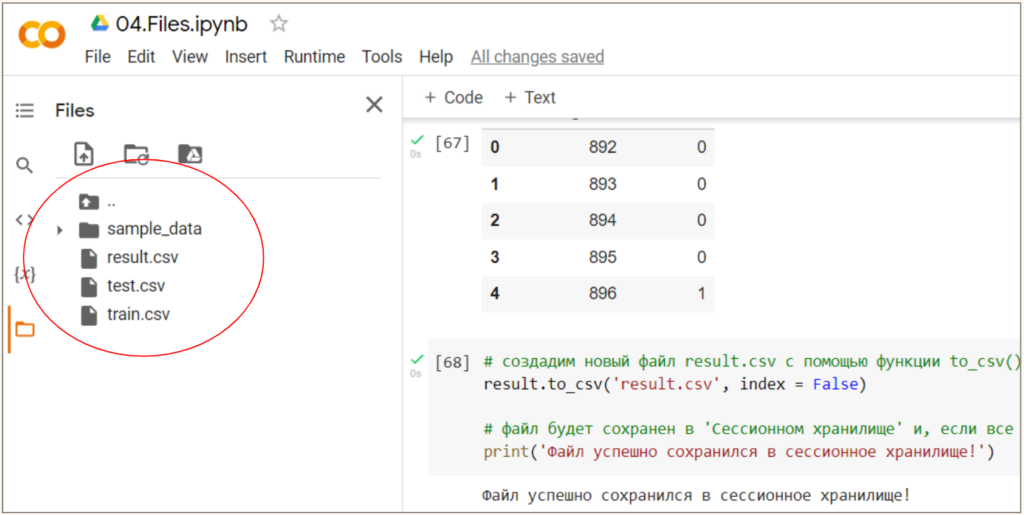 04.Files.ipynb
File Edit View Insert Runtime Tools Help All changes saved
Files
+ Code + Text
[67]
0s
0 892 0
1 893 0
2 894 0
3 895 0
4 896 1
..
sample_data
result.csv
test.csv
train.csv
<>
{x}
[68]
0s
# создадим новый файл result.csv с помощью функции to_csv()
result.to_csv('result.csv', index = False)
# файл будет сохранен в 'Сессионном хранилище' и, если все
print('Файл успешно сохранился в сессионное хранилище!')
Файл успешно сохранился в сессионное хранилище!